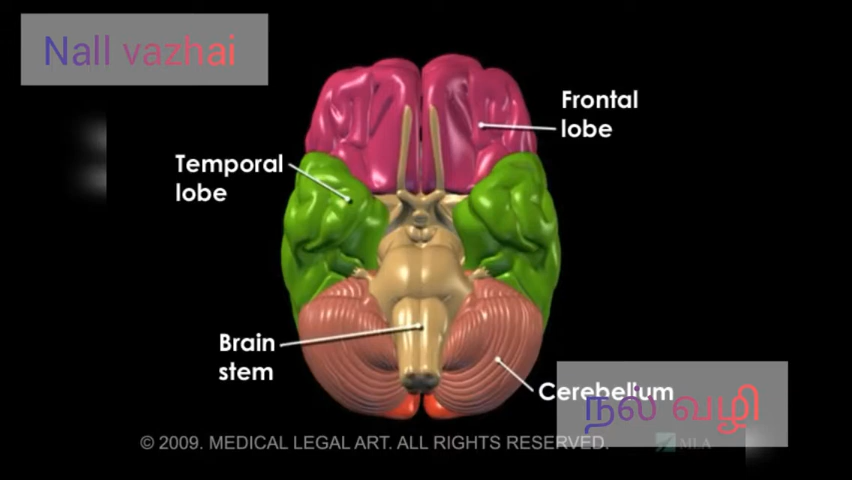 Nall vazhai
Frontal
lobe
Temporal
lobe
Brain
stem
Cerebellum
நல் வழி
© 2009. MEDICAL LEGAL ART. ALL RIGHTS RESERVED.
MLA